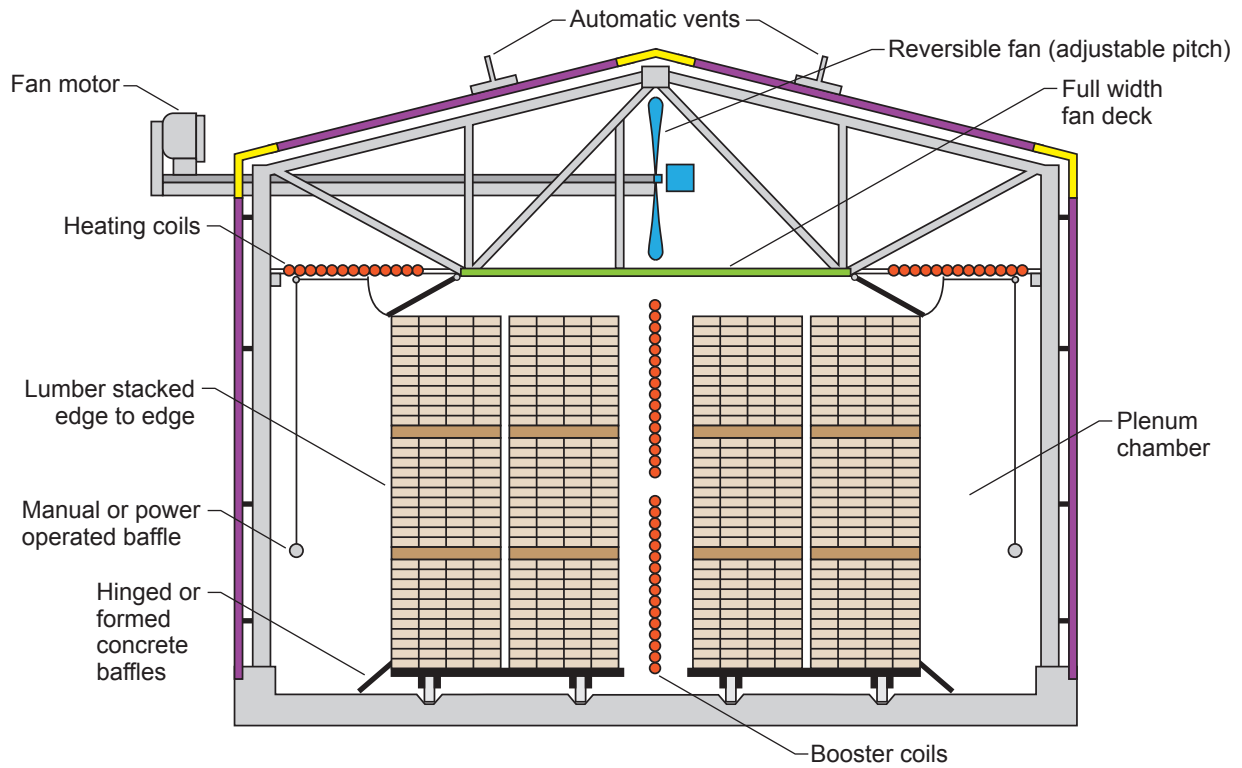 Automatic vents
Reversible fan (adjustable pitch)
Fan motor
Full width
fan deck
Heating coils
Lumber stacked
edge to edge
Plenum
chamber
Manual or power
operated baffle
Hinged or
formed
concrete
baffles
Booster coils